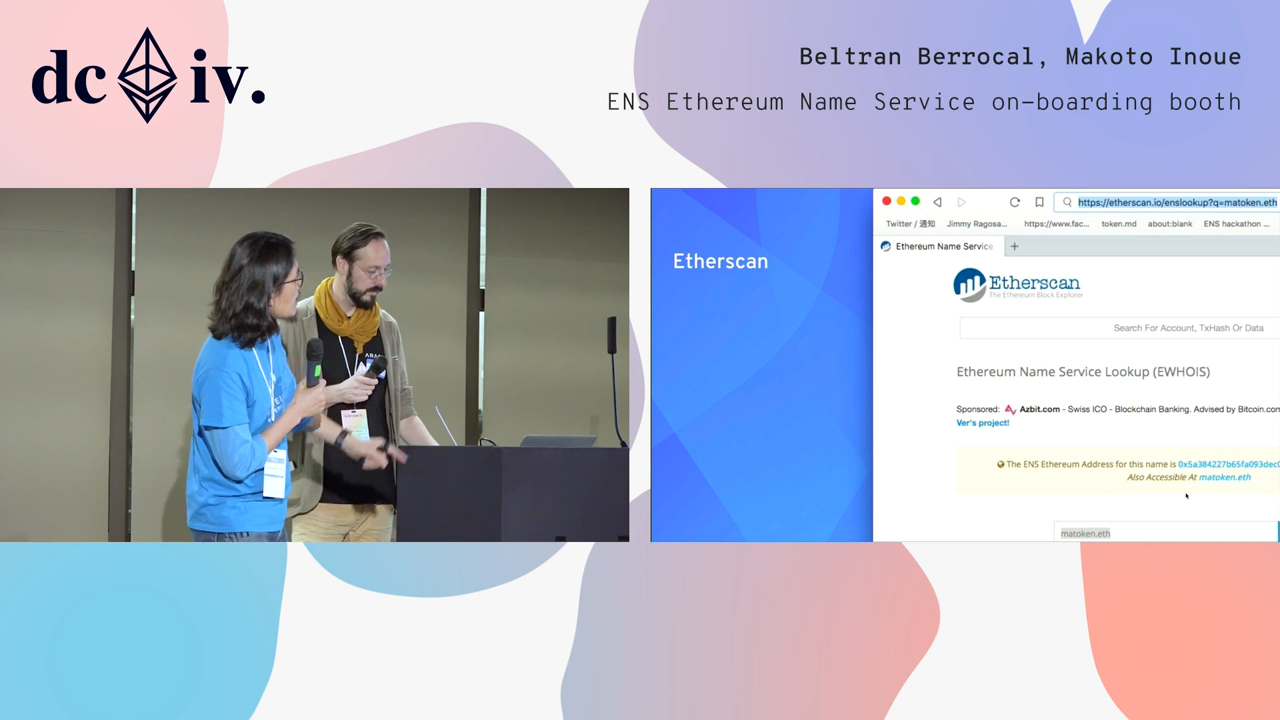 dc iv.
Beltran Berrocal, Makoto Inoue
ENS Ethereum Name Service on-boarding booth
Etherscan
https://etherscan.io/enslookup?q=matoken.eth
Twitter / 通知 Jimmy Ragosa... https://www.fac... token.md about:blank ENS hackathon ...
Ethereum Name Service
Etherscan
The Ethereum Block Explorer
Search For Account, TxHash Or Data
Ethereum Name Service Lookup (EWHOIS)
Sponsored: Azbit.com - Swiss ICO - Blockchain Banking. Advised by Bitcoin.com
Ver's project!
The ENS Ethereum Address for this name is 0x5a384227b65fa093dec0
Also Accessible At matoken.eth
matoken.eth